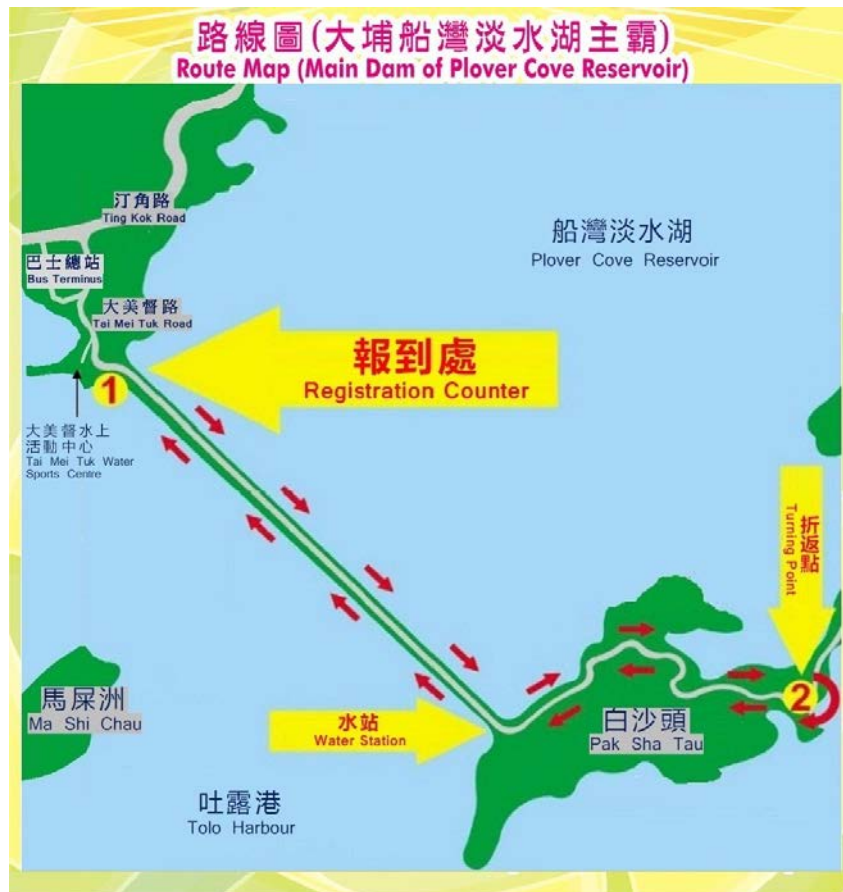 路線圖(大埔船灣淡水湖主霸)
Route Map (Main Dam of Plover Cove Reservoir)
汀角路
Ting Kok Road
船灣淡水湖
Plover Cove Reservoir
巴士總站
Bus Terminus
大美督路
Tai Mei Tuk Road
報到處
Registration Counter
1
大美督水上
活動中心
Tai Mei Tuk Water
Sports Centre
折返點
Turning Point
2
馬屎洲
Ma Shi Chau
水站
Water Station
白沙頭
Pak Sha Tau
吐露港
Tolo Harbour